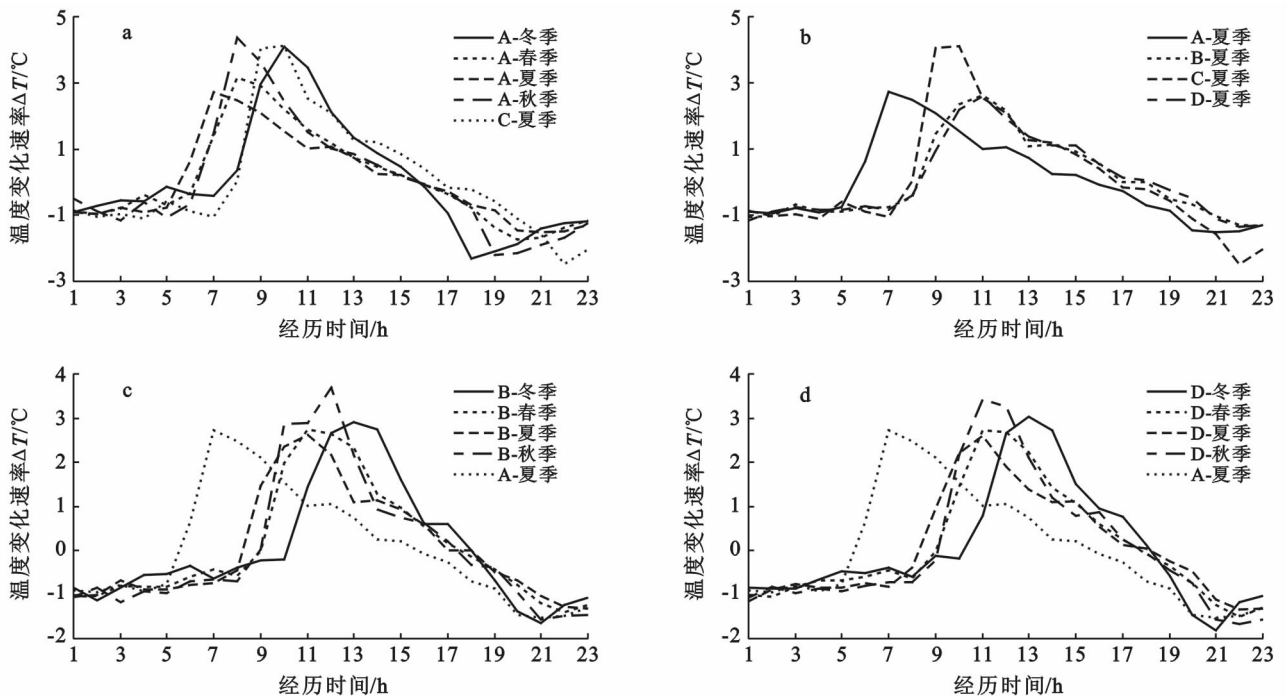 a
温度变化速率ΔT/℃
5
3
1
-1
-3
A-冬季
A-春季
A-夏季
A-秋季
C-夏季
1 3 5 7 9 11 13 15 17 19 21 23
经历时间/h
b
温度变化速率ΔT/℃
5
3
1
-1
-3
A-夏季
B-夏季
C-夏季
D-夏季
1 3 5 7 9 11 13 15 17 19 21 23
经历时间/h
c
温度变化速率ΔT/℃
4
3
2
1
0
-1
-2
B-冬季
B-春季
B-夏季
B-秋季
A-夏季
1 3 5 7 9 11 13 15 17 19 21 23
经历时间/h
d
温度变化速率ΔT/℃
4
3
2
1
0
-1
-2
D-冬季
D-春季
D-夏季
D-秋季
A-夏季
1 3 5 7 9 11 13 15 17 19 21 23
经历时间/h